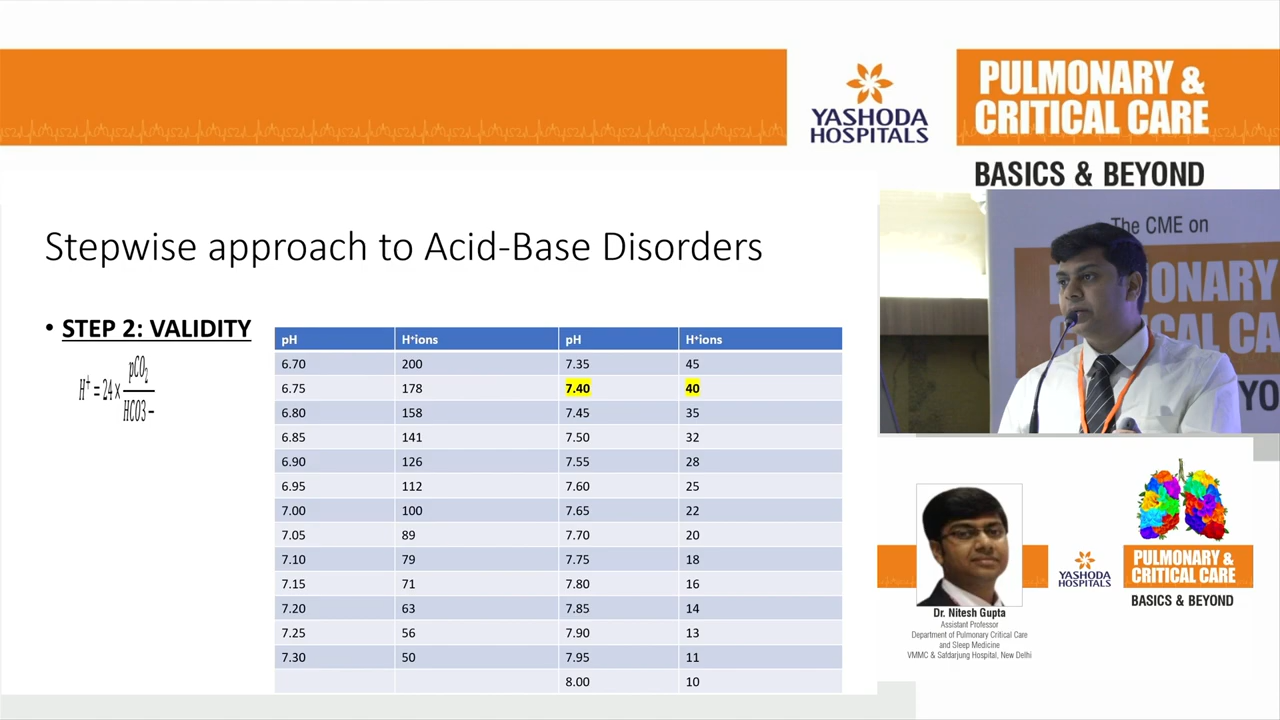 YASHODA
HOSPITALS
PULMONARY &
CRITICAL CARE
BASICS & BEYOND
Stepwise approach to Acid-Base Disorders
• STEP 2: VALIDITY
H⁺ = 24 × pCO₂ / HCO3 −
pH H⁺ions pH H⁺ions
6.70 200 7.35 45
6.75 178 7.40 40
6.80 158 7.45 35
6.85 141 7.50 32
6.90 126 7.55 28
6.95 112 7.60 25
7.00 100 7.65 22
7.05 89 7.70 20
7.10 79 7.75 18
7.15 71 7.80 16
7.20 63 7.85 14
7.25 56 7.90 13
7.30 50 7.95 11
8.00 10
The CME on
ONARY
CAL CA
YO
Dr. Nitesh Gupta
Assistant Professor
Department of Pulmonary Critical Care
and Sleep Medicine
VMMC & Safdarjung Hospital, New Delhi
YASHODA
HOSPITALS
PULMONARY &
CRITICAL CARE
BASICS & BEYOND